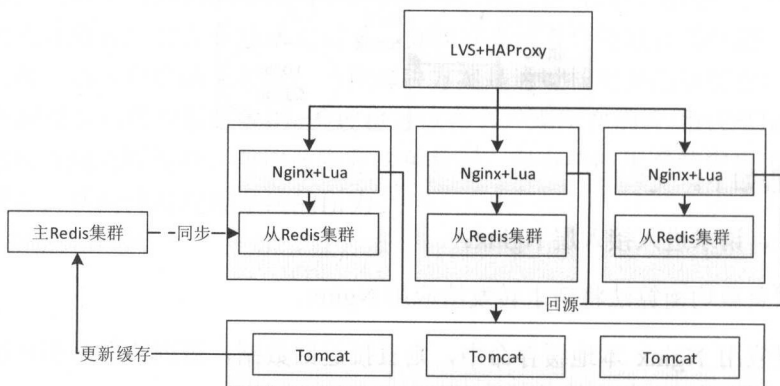 LVS+HAProxy
Nginx+Lua
Nginx+Lua
Nginx+Lua
主Redis集群
同步
从Redis集群
从Redis集群
从Redis集群
回源
更新缓存
Tomcat
Tomcat
Tomcat